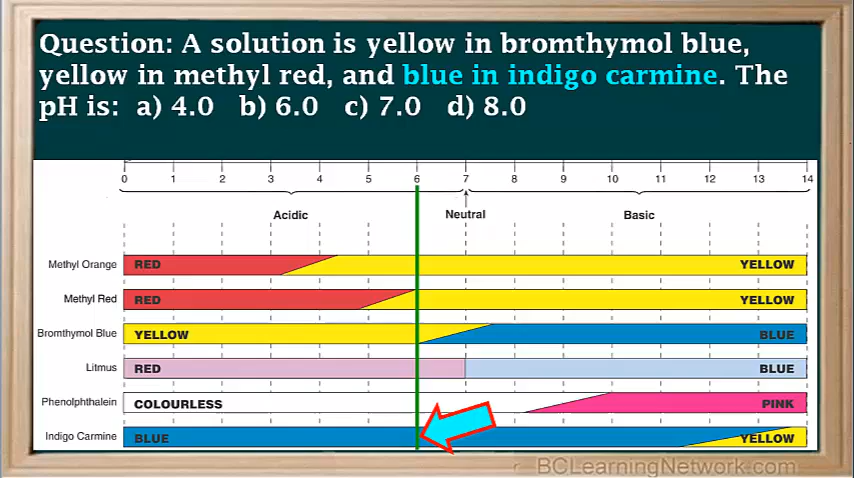 Question: A solution is yellow in bromthymol blue,
yellow in methyl red, and blue in indigo carmine. The
pH is: a) 4.0 b) 6.0 c) 7.0 d) 8.0
0 1 2 3 4 5 6 7 8 9 10 11 12 13 14
Acidic Neutral Basic
Methyl Orange RED YELLOW
Methyl Red RED YELLOW
Bromthymol Blue YELLOW BLUE
Litmus RED BLUE
Phenolphthalein COLOURLESS PINK
Indigo Carmine BLUE YELLOW
BCLearningNetwork.com